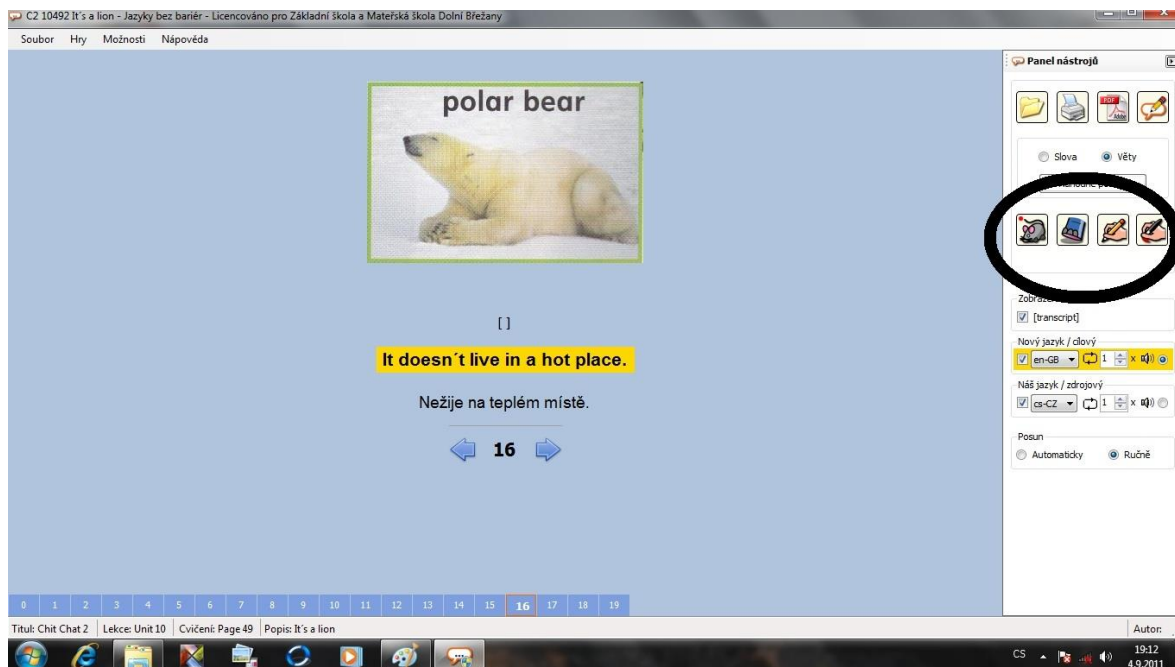 C2 10492 It´s a lion - Jazyky bez bariér - Licencováno pro Základní škola a Mateřská škola Dolní Břežany
Soubor Hry Možnosti Nápověda
Panel nástrojů
polar bear
PDF
Adobe
Slova Věty
[ ]
It doesn´t live in a hot place.
Nežije na teplém místě.
16
[transcript]
Nový jazyk / cílový
en-GB 1 x
Náš jazyk / zdrojový
cs-CZ 1 x
Posun
Automaticky Ručně
0 1 2 3 4 5 6 7 8 9 10 11 12 13 14 15 16 17 18 19
Titul: Chit Chat 2 Lekce: Unit 10 Cvičení: Page 49 Popis: It´s a lion Autor:
CS 19:12